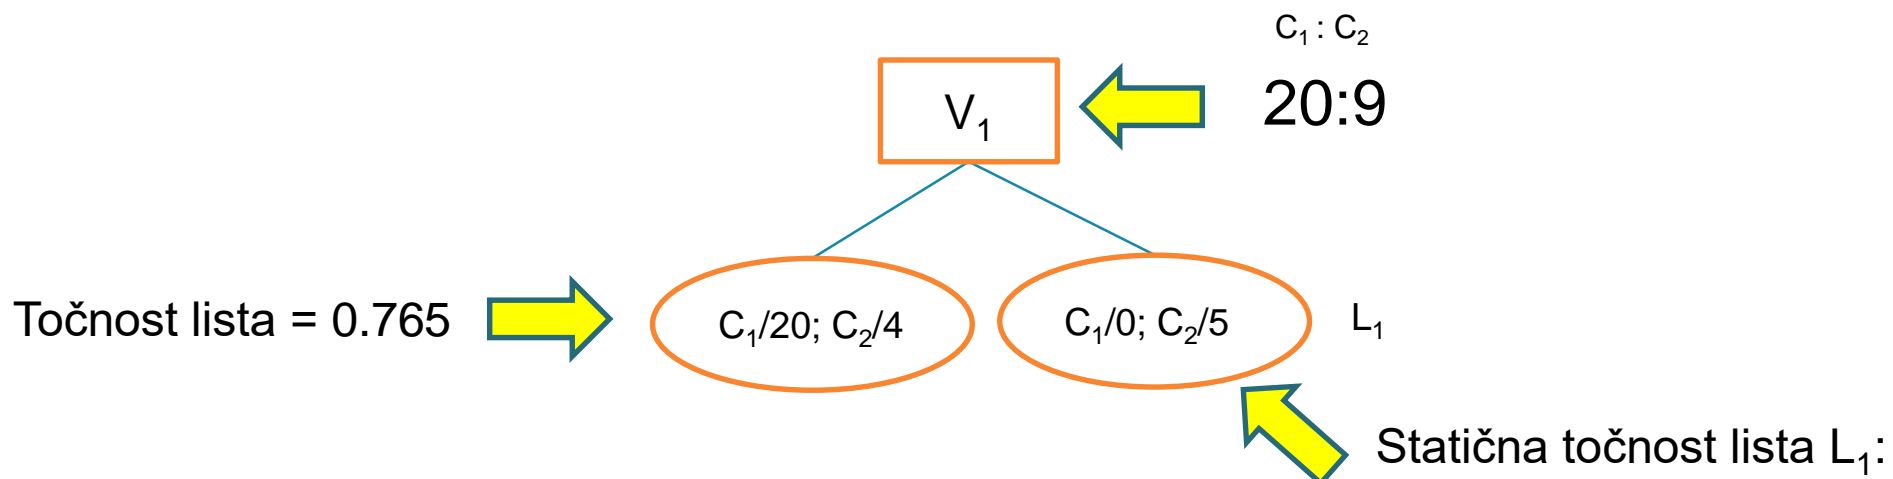 C₁ : C₂
20:9
V₁
Točnost lista = 0.765
C₁/20; C₂/4
C₁/0; C₂/5
L₁
Statična točnost lista L₁: